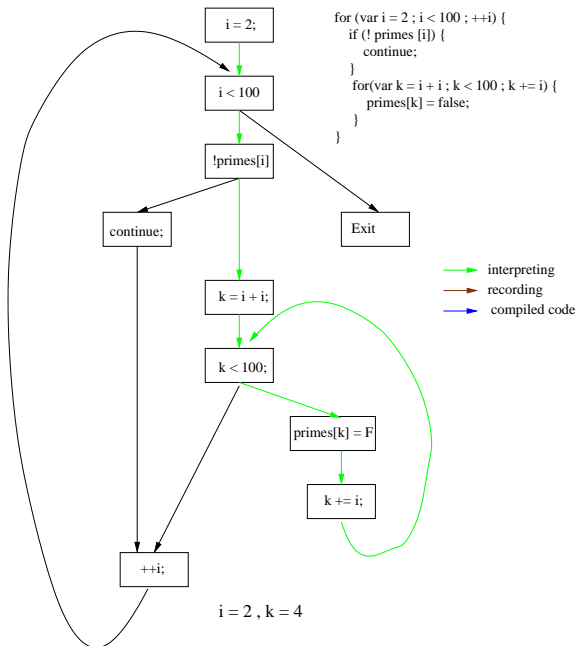 i = 2;
for (var i = 2 ; i < 100 ; ++i) {
if (! primes [i]) {
continue;
}
for(var k = i + i ; k < 100 ; k += i) {
primes[k] = false;
}
}
i < 100
!primes[i]
continue;
Exit
interpreting
recording
compiled code
k = i + i;
k < 100;
primes[k] = F
k += i;
++i;
i = 2 , k = 4